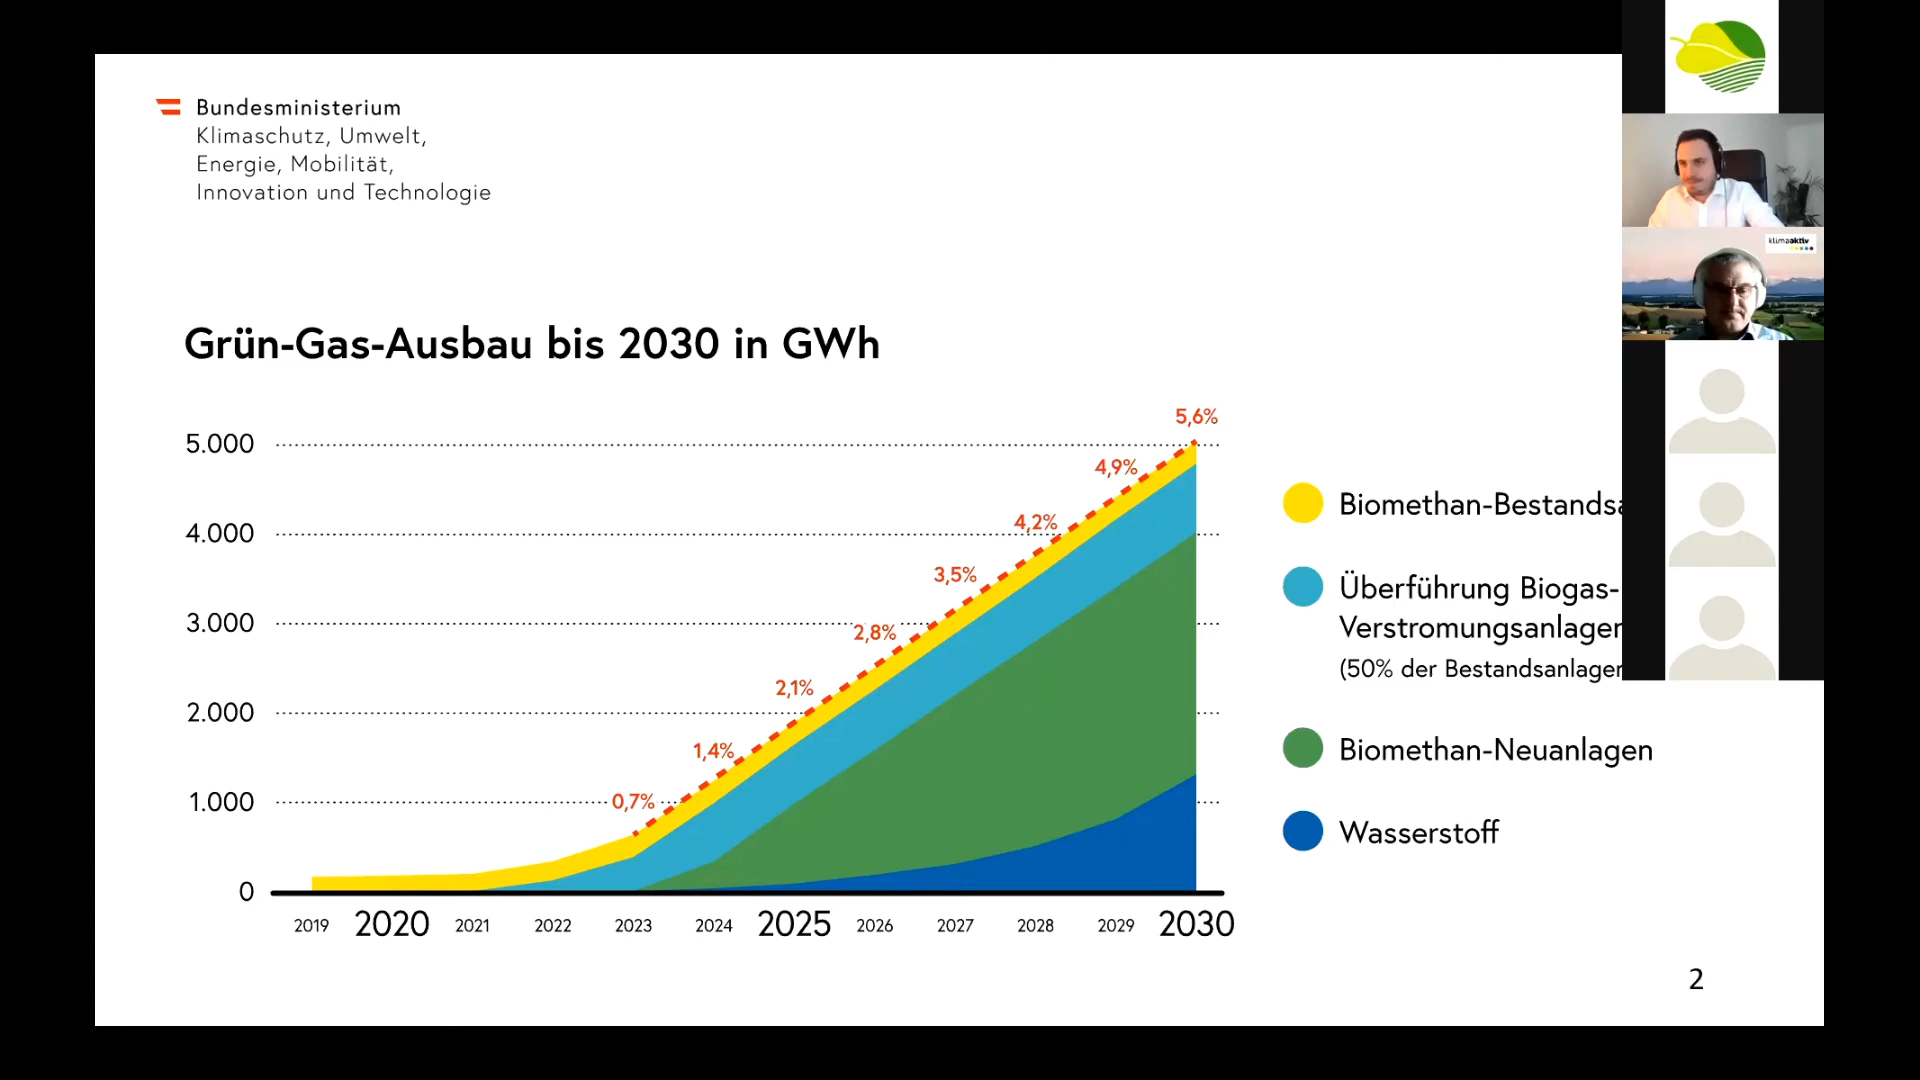 Bundesministerium
Klimaschutz, Umwelt,
Energie, Mobilität,
Innovation und Technologie
klimaaktiv
Grün-Gas-Ausbau bis 2030 in GWh
5.000
4.000
3.000
2.000
1.000
0
0,7%
1,4%
2,1%
2,8%
3,5%
4,2%
4,9%
5,6%
2019 2020 2021 2022 2023 2024 2025 2026 2027 2028 2029 2030
Biomethan-Bestandsa
Überführung Biogas-
Verstromungsanlagen
(50% der Bestandsanlagen
Biomethan-Neuanlagen
Wasserstoff
2